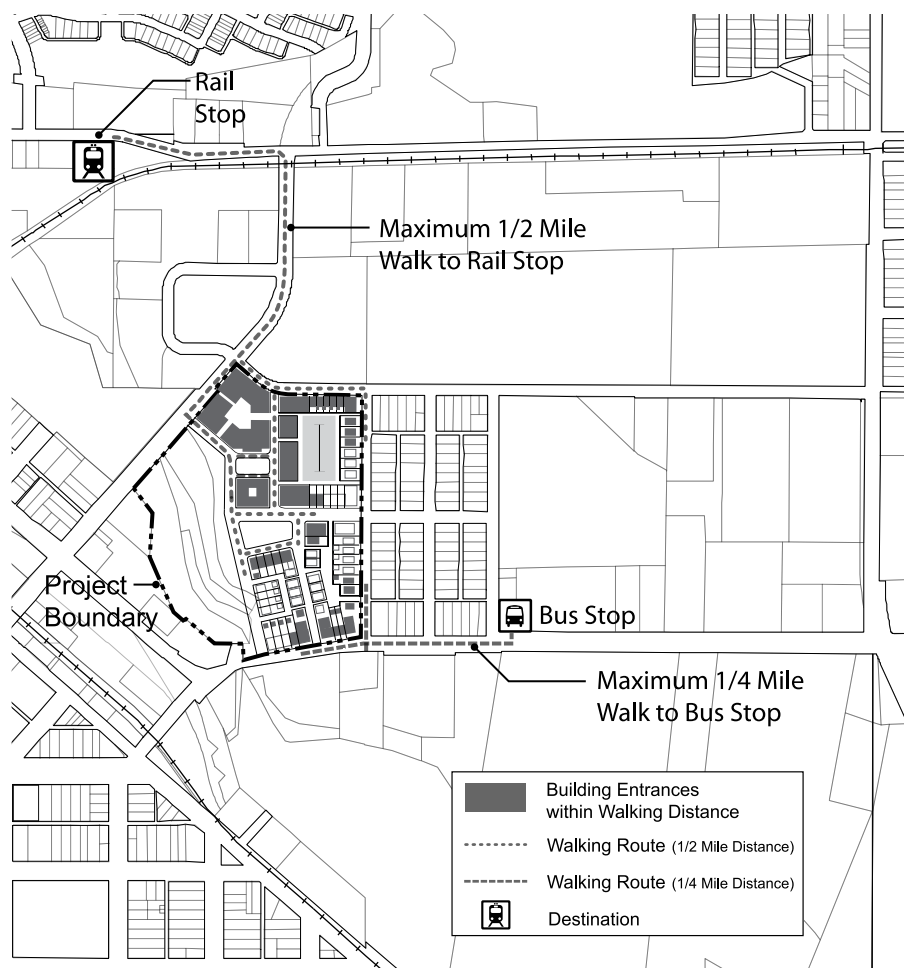 Rail
Stop
Maximum 1/2 Mile
Walk to Rail Stop
Project
Boundary
Bus Stop
Maximum 1/4 Mile
Walk to Bus Stop
Building Entrances
within Walking Distance
Walking Route (1/2 Mile Distance)
Walking Route (1/4 Mile Distance)
Destination